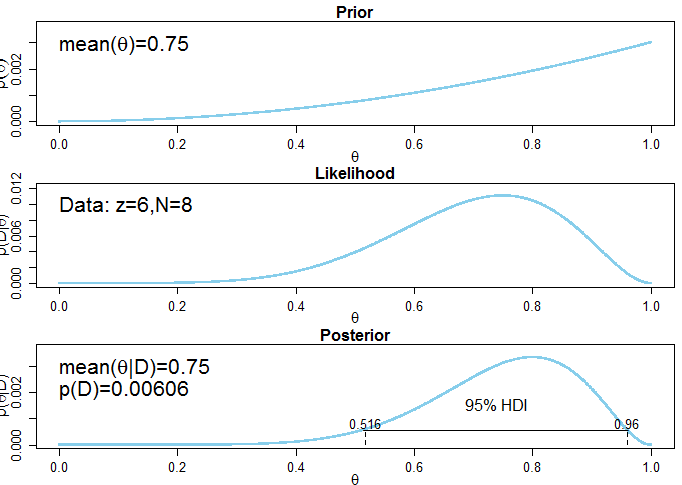 Prior
mean(θ)=0.75
p(θ)
0.000
0.002
0.0 0.2 0.4 0.6 0.8 1.0
θ
Likelihood
Data: z=6,N=8
p(D|θ)
0.000
0.006
0.012
0.0 0.2 0.4 0.6 0.8 1.0
θ
Posterior
mean(θ|D)=0.75
p(D)=0.00606
p(θ|D)
0.000
0.002
95% HDI
0.516 0.96
0.0 0.2 0.4 0.6 0.8 1.0
θ